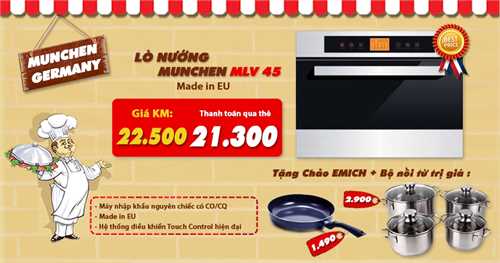 MUNCHEN
GERMANY
LÒ NƯỚNG
MUNCHEN MLV 45
Made in EU
BEST
PRICE
Giá KM:
22.500
Thanh toán qua thẻ
21.300
Tặng Chảo EMICH + Bộ nồi từ trị giá :
2.900 K
1.490 K
- Máy nhập khẩu nguyên chiếc có CO/CQ
- Made in EU
- Hệ thống điều khiển Touch Control hiện đại